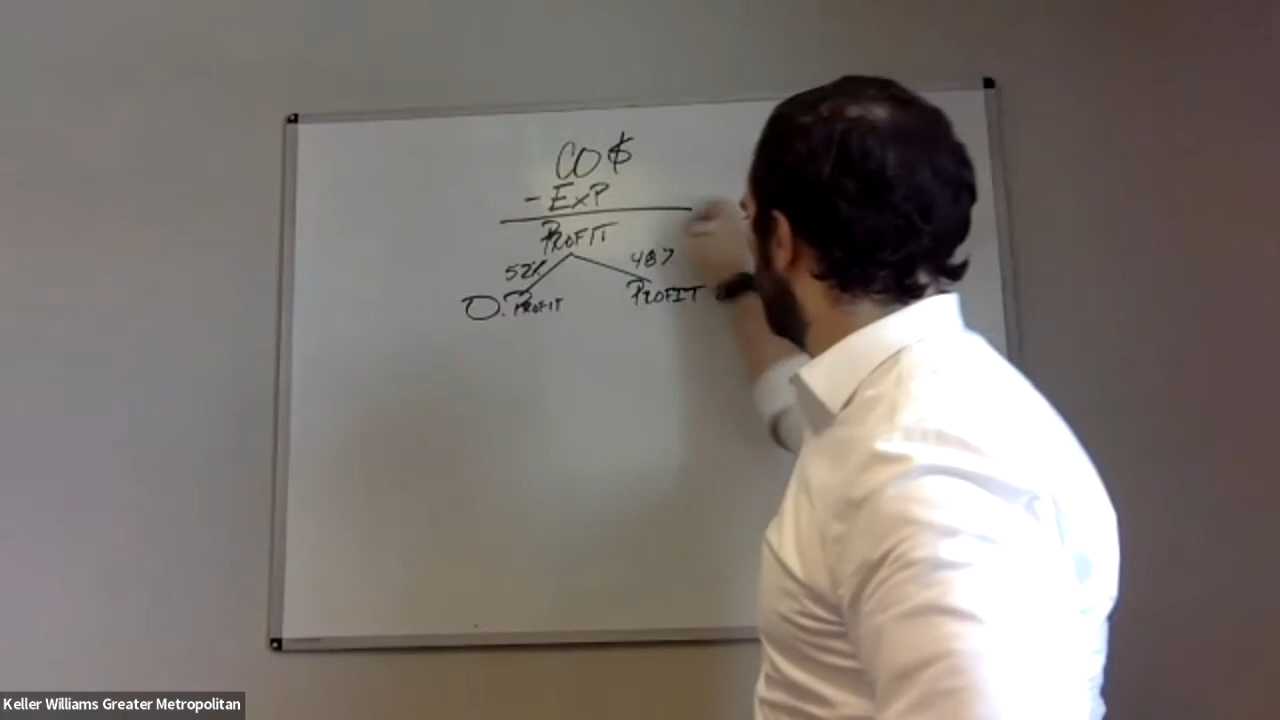 CO $
- EXP
PROFIT
52% 48%
O. PROFIT PROFIT
Keller Williams Greater Metropolitan